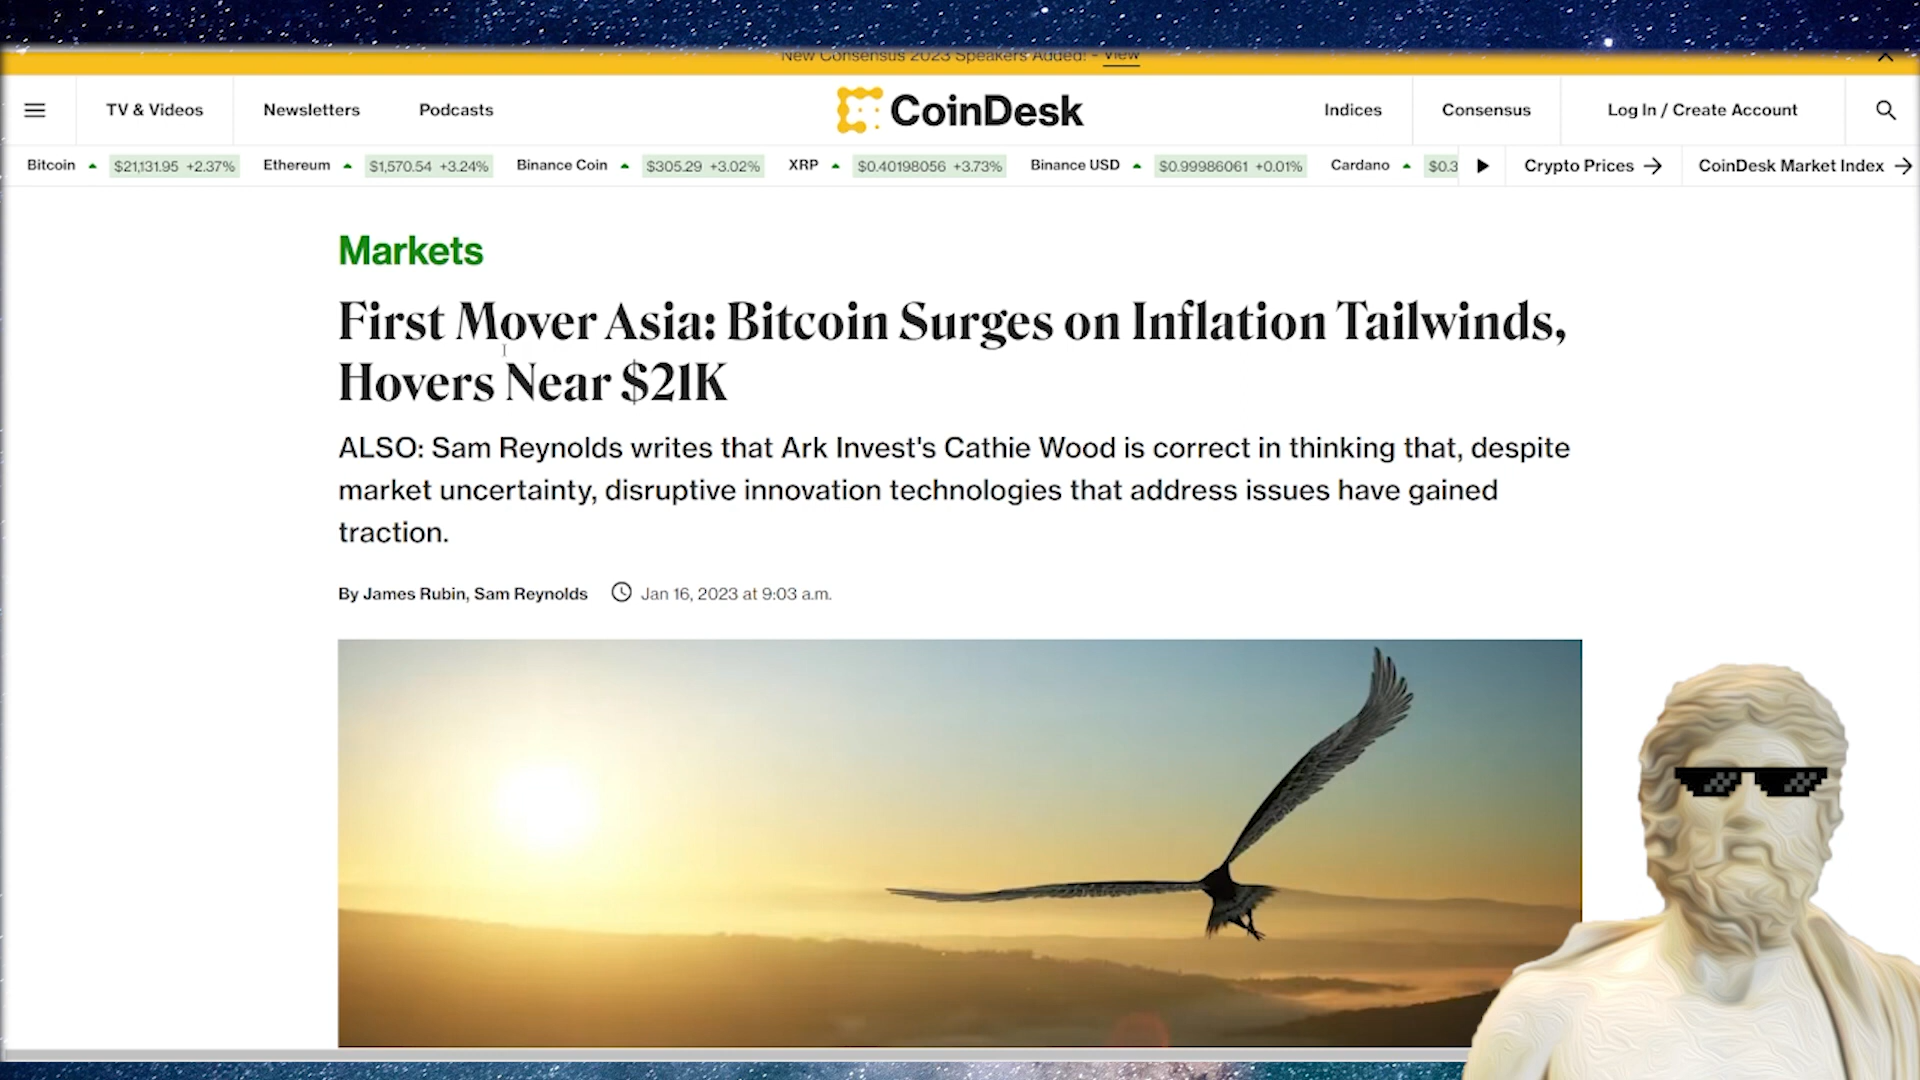 New Consensus 2023 Speakers Added! - View
TV & Videos
Newsletters
Podcasts
CoinDesk
Indices
Consensus
Log In / Create Account
Bitcoin $21,131.95 +2.37% Ethereum $1,570.54 +3.24% Binance Coin $305.29 +3.02% XRP $0.40198056 +3.73% Binance USD $0.99986061 +0.01% Cardano $0.3
Crypto Prices → CoinDesk Market Index →
Markets
First Mover Asia: Bitcoin Surges on Inflation Tailwinds,
Hovers Near $21K
ALSO: Sam Reynolds writes that Ark Invest's Cathie Wood is correct in thinking that, despite
market uncertainty, disruptive innovation technologies that address issues have gained
traction.
By James Rubin, Sam Reynolds Jan 16, 2023 at 9:03 a.m.